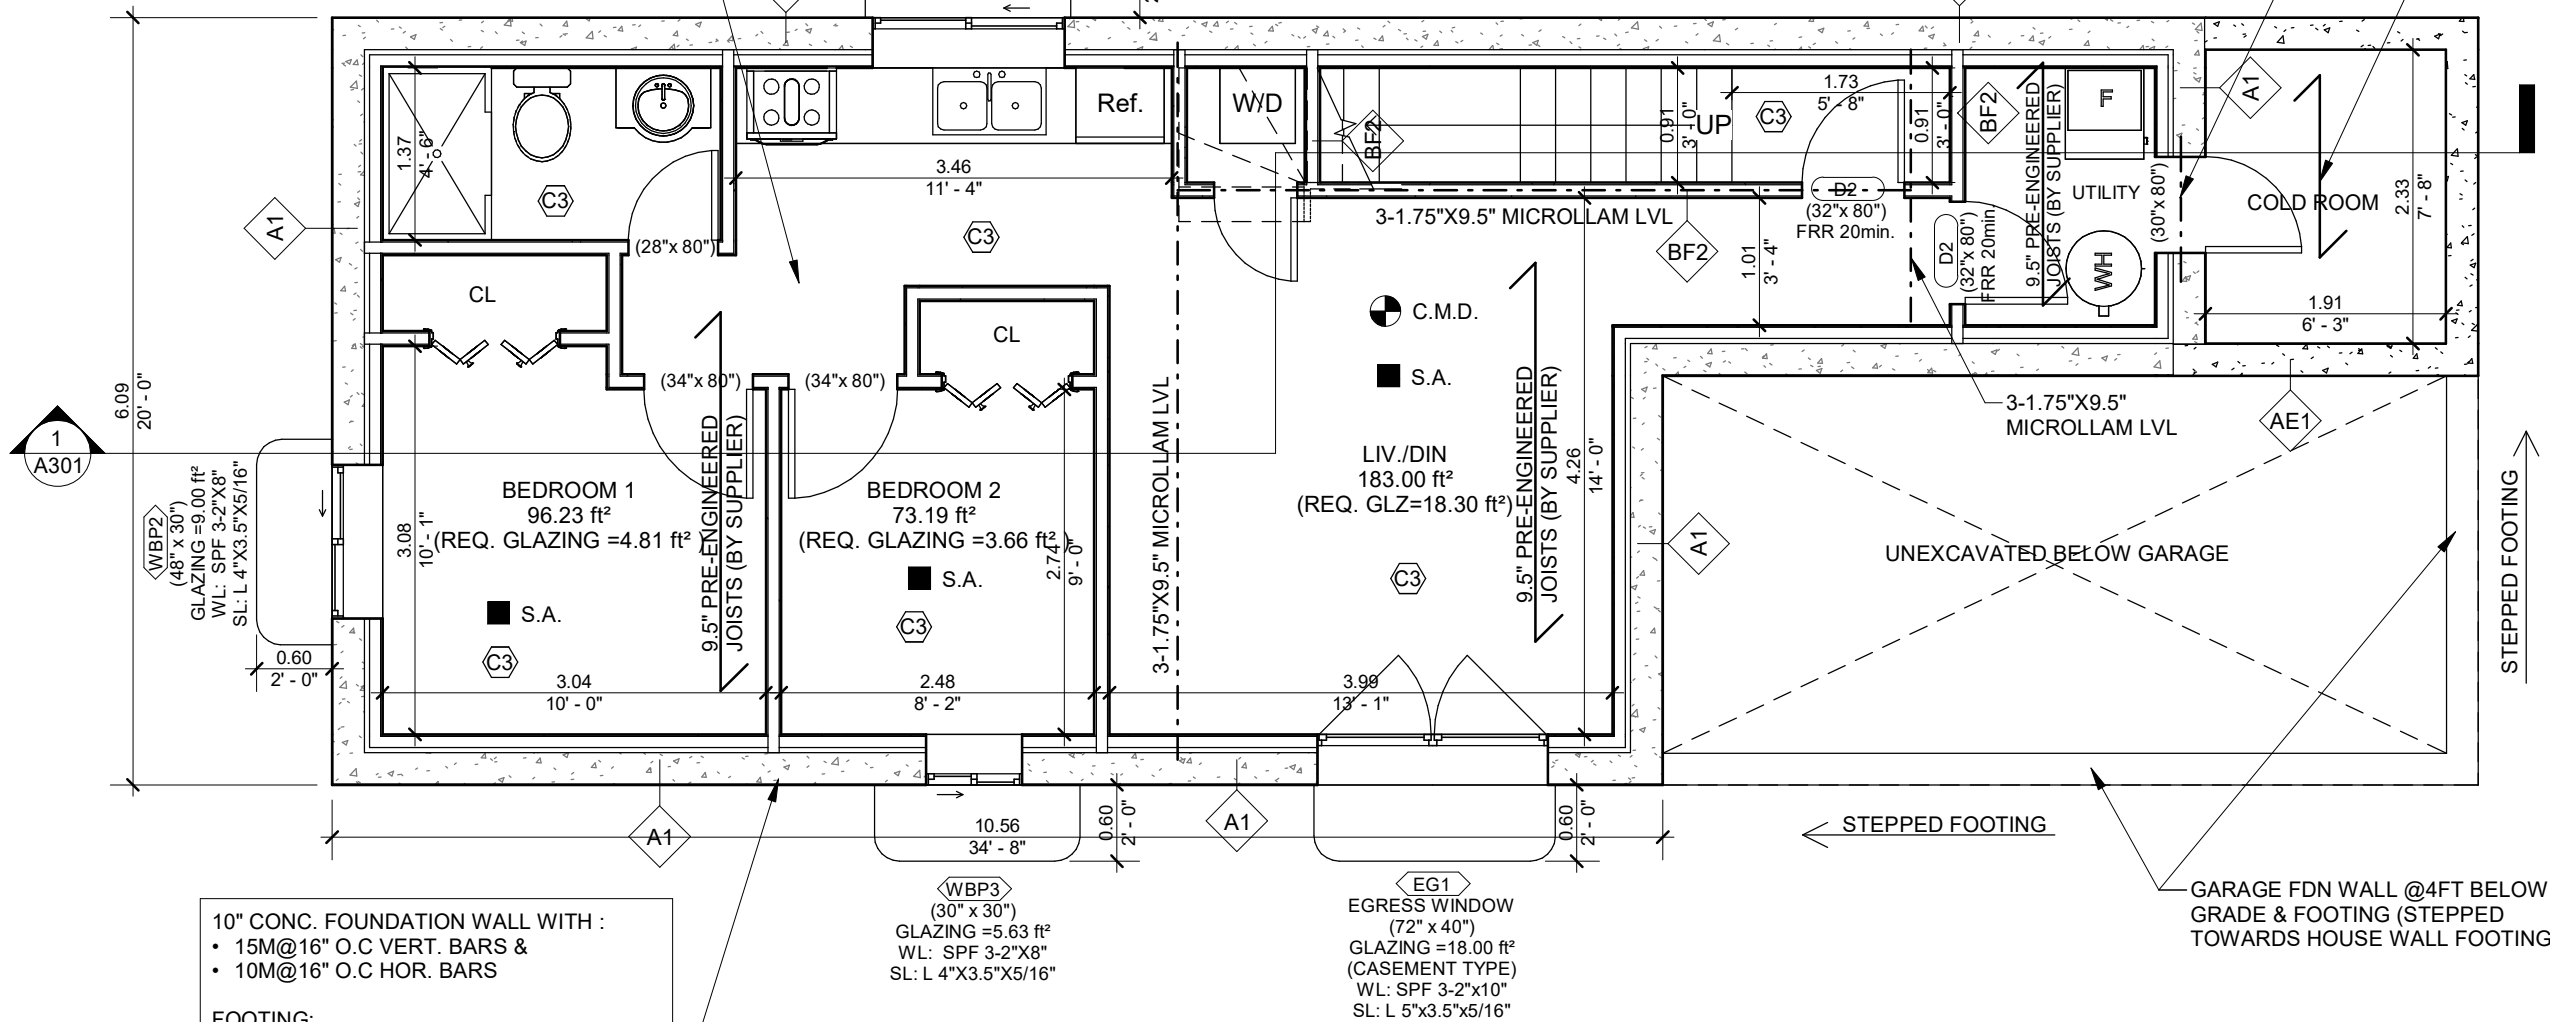 Ref.
W/D
BF2
0.91
3' - 0"
UP
1.73
5' - 8"
C3
0.91
3' - 0"
BF2
9.5" PRE-ENGINEERED
JOISTS (BY SUPPLIER)
F
A1
1.37
4' - 6"
C3
3.46
11' - 4"
C3
A1
(28"x 80")
3-1.75"X9.5" MICROLLAM LVL
BF2
D2
(32"x 80")
FRR 20min.
D2
(32"x 80")
FRR 20min.
UTILITY
WH
(30"x 80")
COLD ROOM
2.33
7' - 8"
1.91
6' - 3"
1.01
3' - 4"
CL
CL
C.M.D.
S.A.
(34"x 80")
(34"x 80")
6.09
20' - 0"
1
A301
3-1.75"X9.5"
MICROLLAM LVL
AE1
WBP2
(48" x 30")
GLAZING =9.00 ft²
WL: SPF 3-2"X8"
SL: L 4"X3.5"X5/16"
BEDROOM 1
96.23 ft²
(REQ. GLAZING =4.81 ft² )
3.08
10' - 1"
S.A.
C3
9.5" PRE-ENGINEERED
JOISTS (BY SUPPLIER)
BEDROOM 2
73.19 ft²
(REQ. GLAZING =3.66 ft² )
2.74
9' - 0"
S.A.
C3
3-1.75"X9.5" MICROLLAM LVL
LIV./DIN
183.00 ft²
(REQ. GLZ=18.30 ft²)
C3
9.5" PRE-ENGINEERED
JOISTS (BY SUPPLIER)
4.26
14' - 0"
A1
UNEXCAVATED BELOW GARAGE
STEPPED FOOTING
0.60
2' - 0"
3.04
10' - 0"
2.48
8' - 2"
3.99
13' - 1"
A1
10.56
34' - 8"
0.60
2' - 0"
A1
0.60
2' - 0"
STEPPED FOOTING
WBP3
(30" x 30")
GLAZING =5.63 ft²
WL: SPF 3-2"X8"
SL: L 4"X3.5"X5/16"
EG1
EGRESS WINDOW
(72" x 40")
GLAZING =18.00 ft²
(CASEMENT TYPE)
WL: SPF 3-2"x10"
SL: L 5"x3.5"x5/16"
GARAGE FDN WALL @4FT BELOW
GRADE & FOOTING (STEPPED
TOWARDS HOUSE WALL FOOTING
10" CONC. FOUNDATION WALL WITH :
• 15M@16" O.C VERT. BARS &
• 10M@16" O.C HOR. BARS
FOOTING: